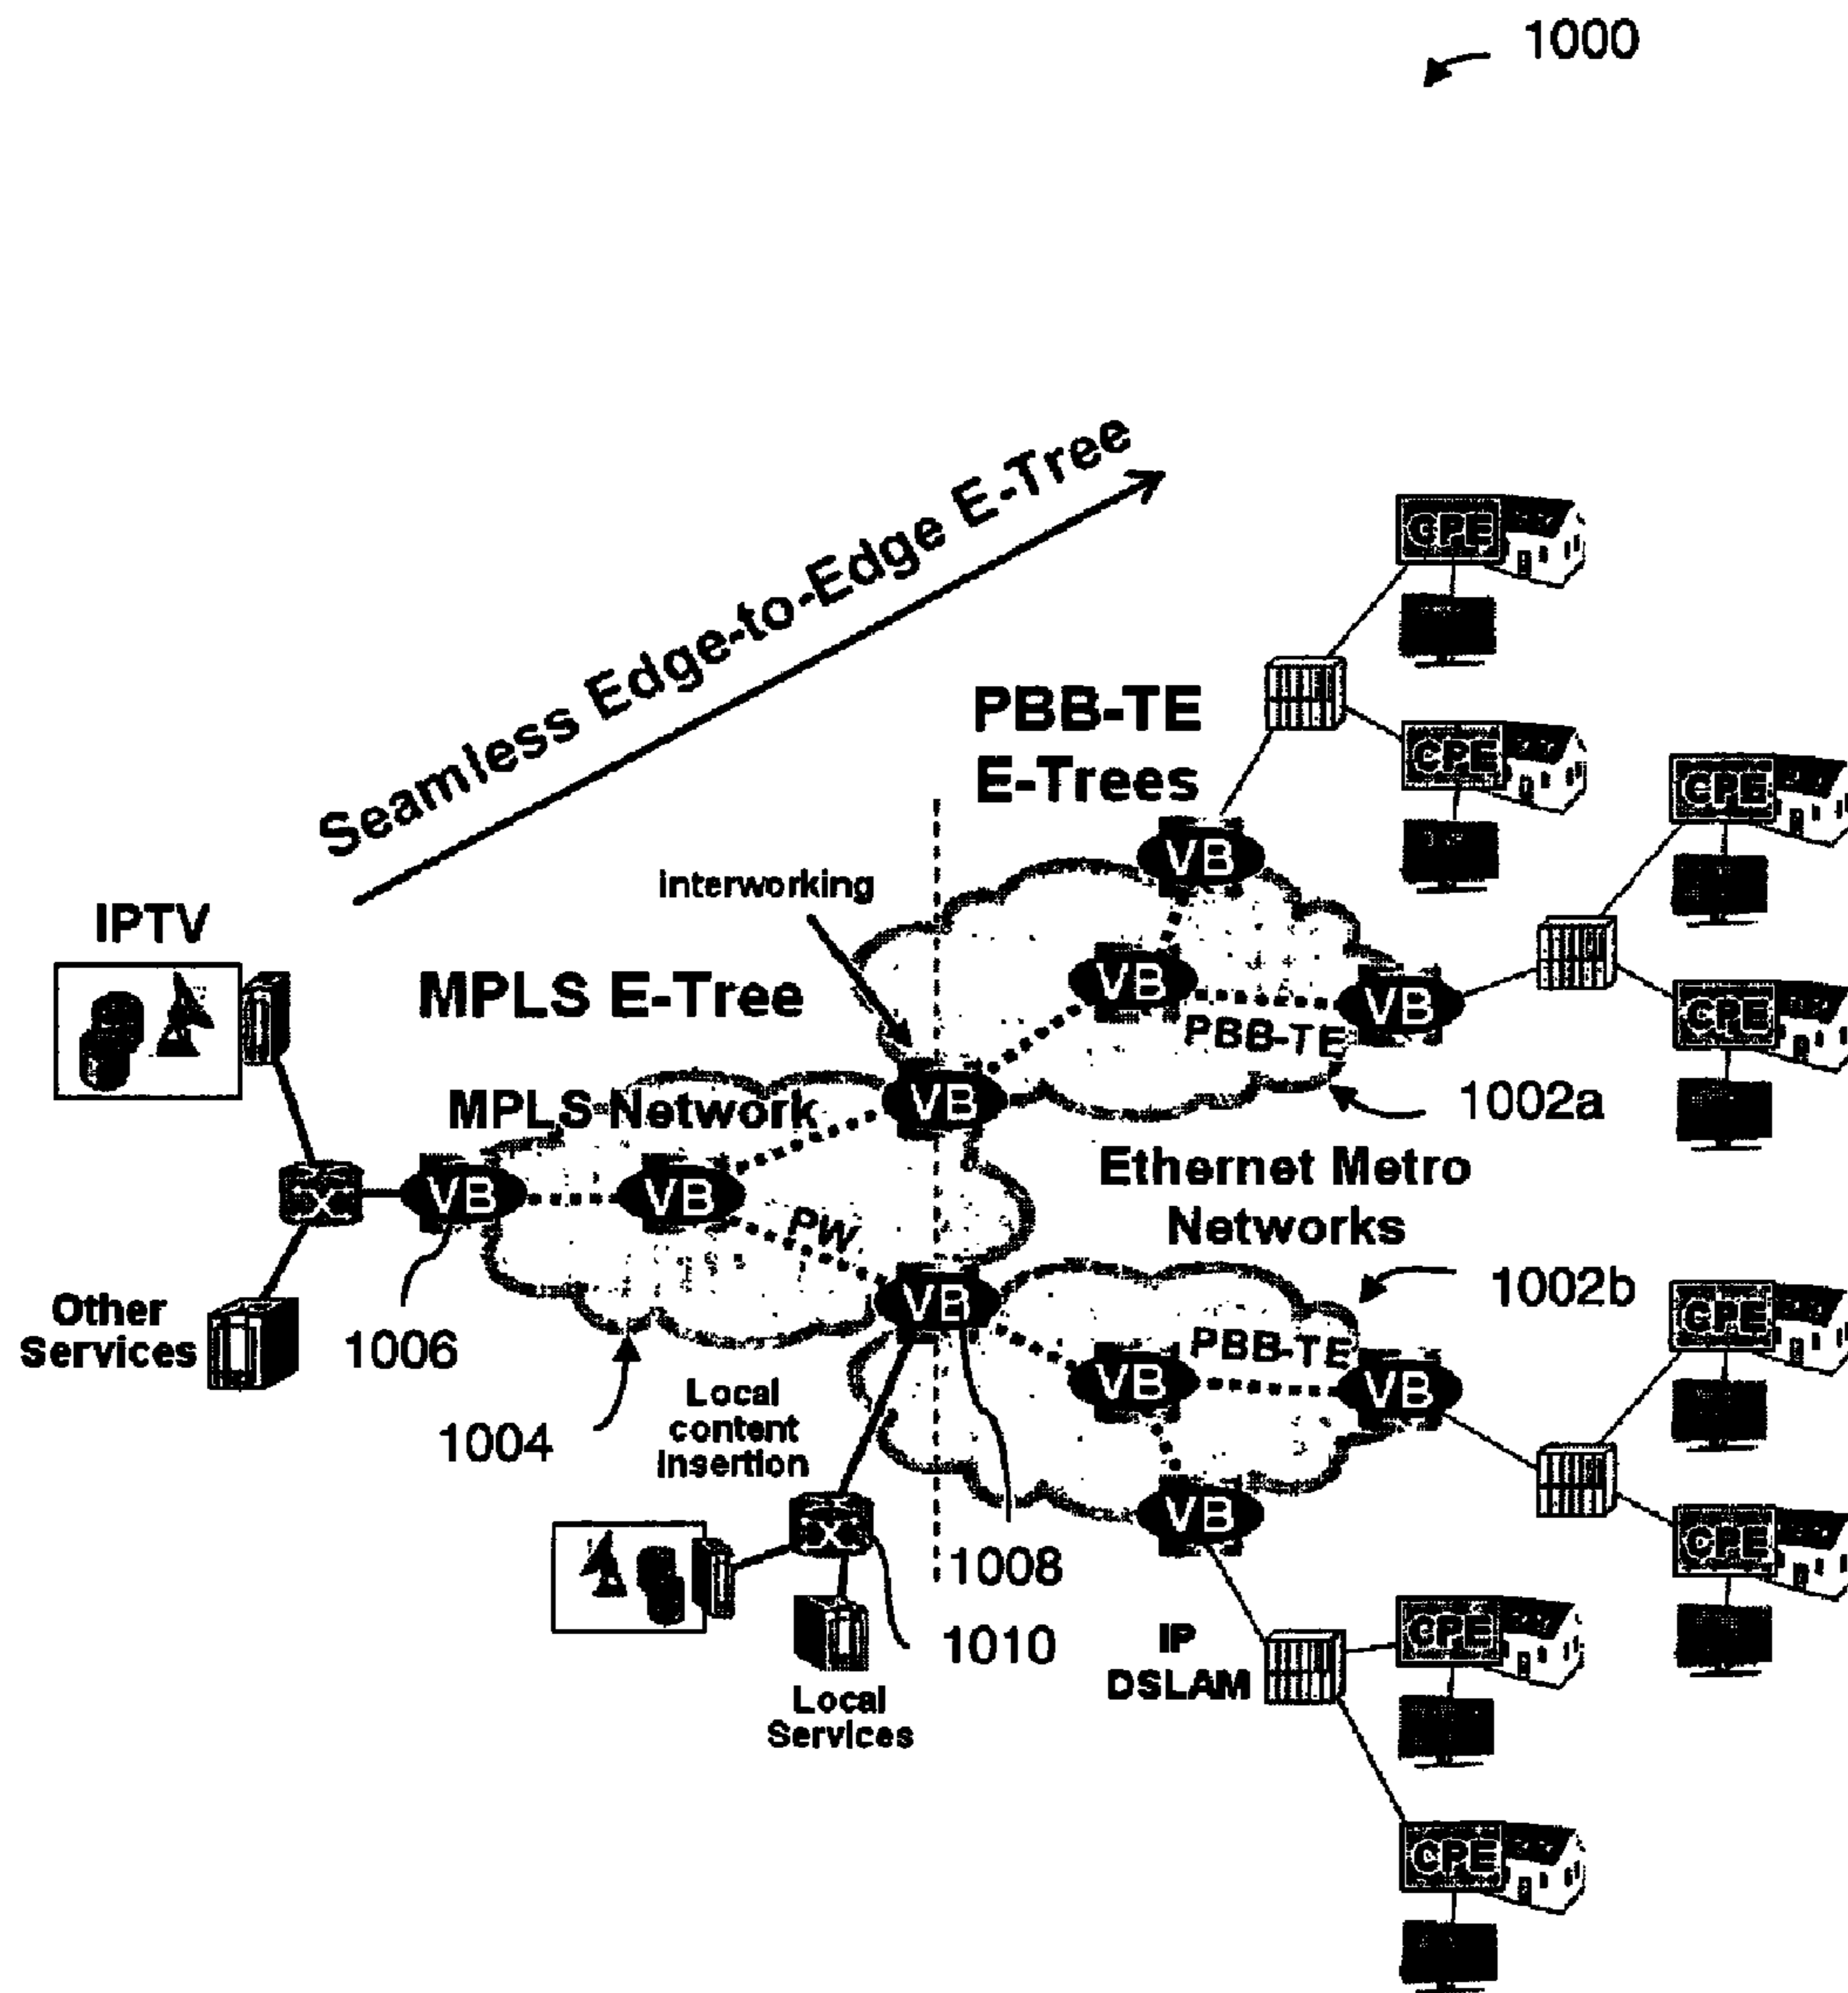 1000
Seamless Edge-to-Edge E-Tree
CPE
PBB-TE
E-Trees
CPE
CPE
VB
Interworking
IPTV
VB
MPLS E-Tree
VB
CPE
PBB-TE
1002a
VB
MPLS Network
Ethernet Metro
Networks
VB
VB
PW
1002b
VB
CPE
Other
Services
1006
PBB-TE
VB
VB
Local
content
Insertion
1004
VB
CPE
1008
1010
IP
DSLAM
CPE
Local
Services
CPE